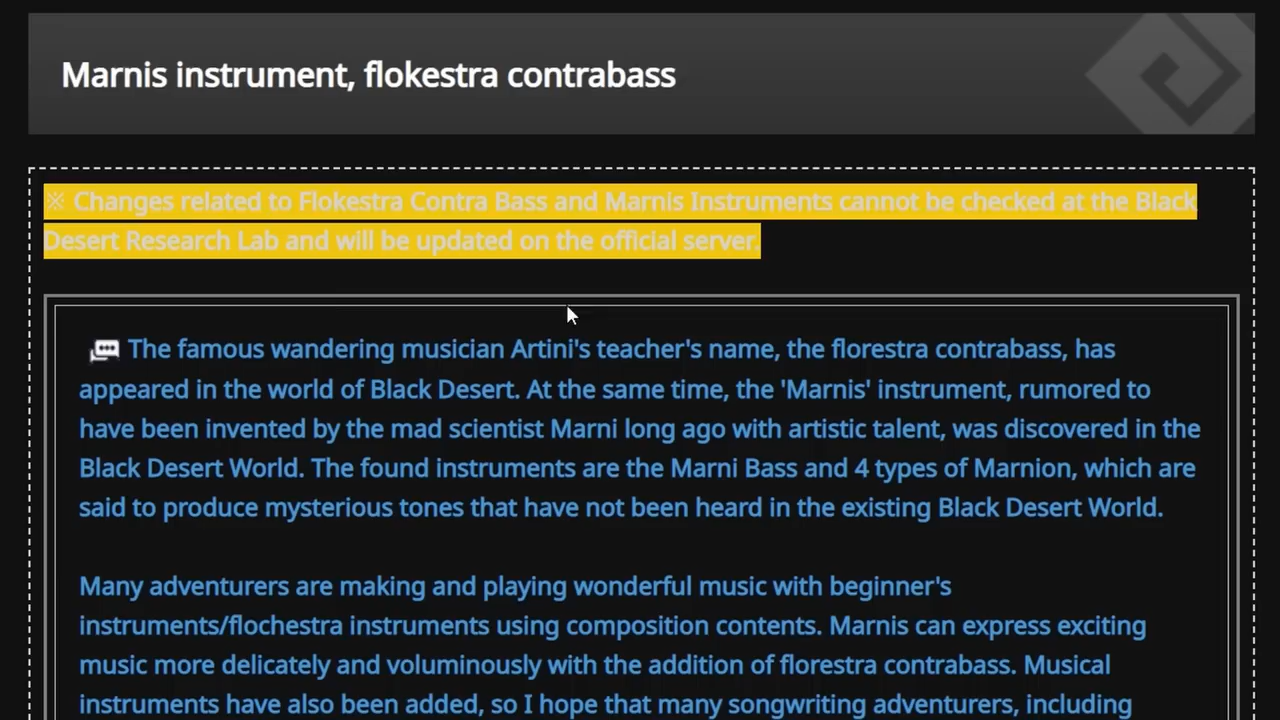 Marnis instrument, flokestra contrabass
※ Changes related to Flokestra Contra Bass and Marnis Instruments cannot be checked at the Black
Desert Research Lab and will be updated on the official server.
The famous wandering musician Artini's teacher's name, the florestra contrabass, has
appeared in the world of Black Desert. At the same time, the 'Marnis' instrument, rumored to
have been invented by the mad scientist Marni long ago with artistic talent, was discovered in the
Black Desert World. The found instruments are the Marni Bass and 4 types of Marnion, which are
said to produce mysterious tones that have not been heard in the existing Black Desert World.
Many adventurers are making and playing wonderful music with beginner's
instruments/flochestra instruments using composition contents. Marnis can express exciting
music more delicately and voluminously with the addition of florestra contrabass. Musical
instruments have also been added, so I hope that many songwriting adventurers, including